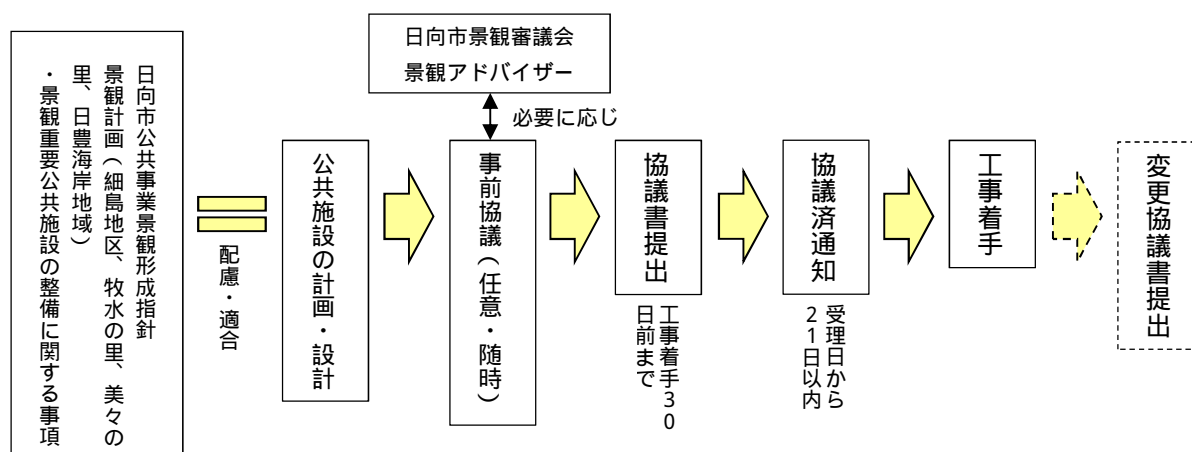 日向市公共事業景観形成指針
景観計画（細島地区、牧水の里、美々の
里、日豊海岸地域）
・景観重要公共施設の整備に関する事項
配慮・適合
公共施設の計画・設計
日向市景観審議会
景観アドバイザー
必要に応じ
事前協議（任意・随時）
協議書提出
工事着手30
日前まで
協議済通知
受理日から
21日以内
工事着手
変更協議書提出